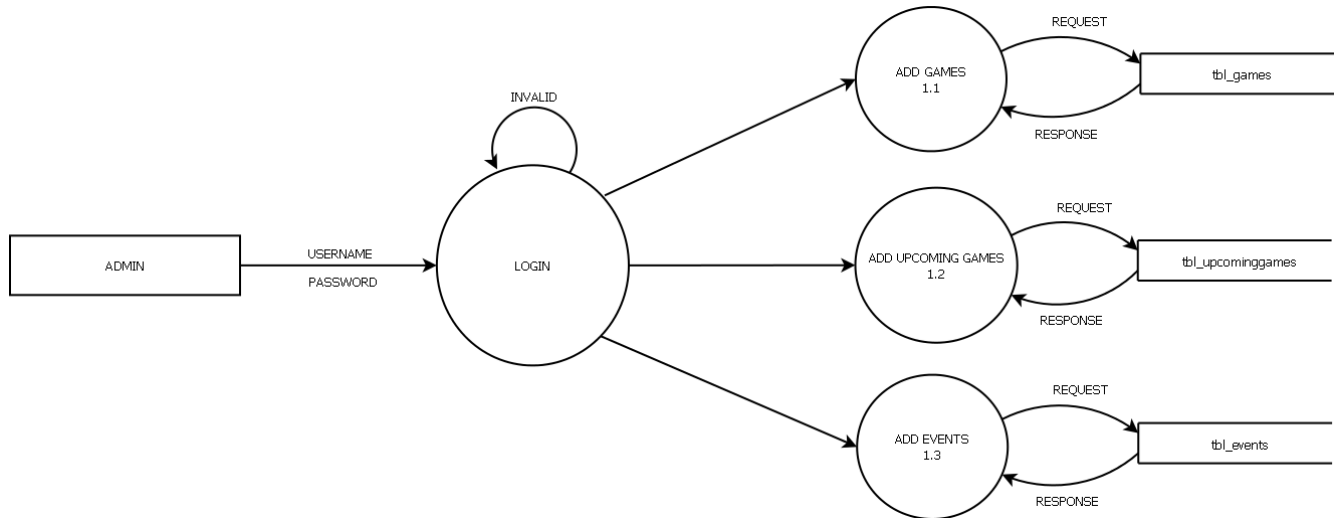 REQUEST
ADD GAMES
1.1
tbl_games
RESPONSE
INVALID
ADMIN
USERNAME
PASSWORD
LOGIN
REQUEST
ADD UPCOMING GAMES
1.2
tbl_upcominggames
RESPONSE
REQUEST
ADD EVENTS
1.3
tbl_events
RESPONSE